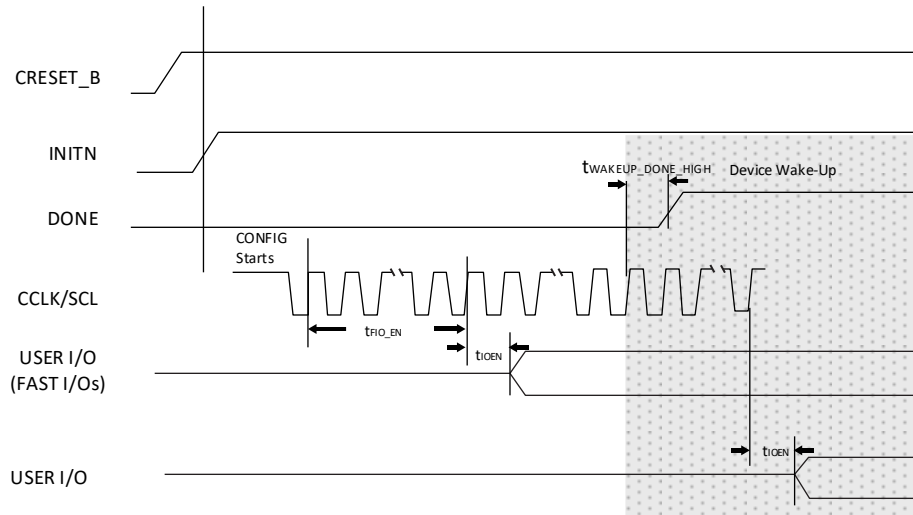 CRESET_B
INITN
tWAKEUP_DONE_HIGH
Device Wake-Up
DONE
CONFIG
Starts
CCLK/SCL
tFIO_EN
USER I/O
(FAST I/Os)
tIOEN
tIOEN
USER I/O